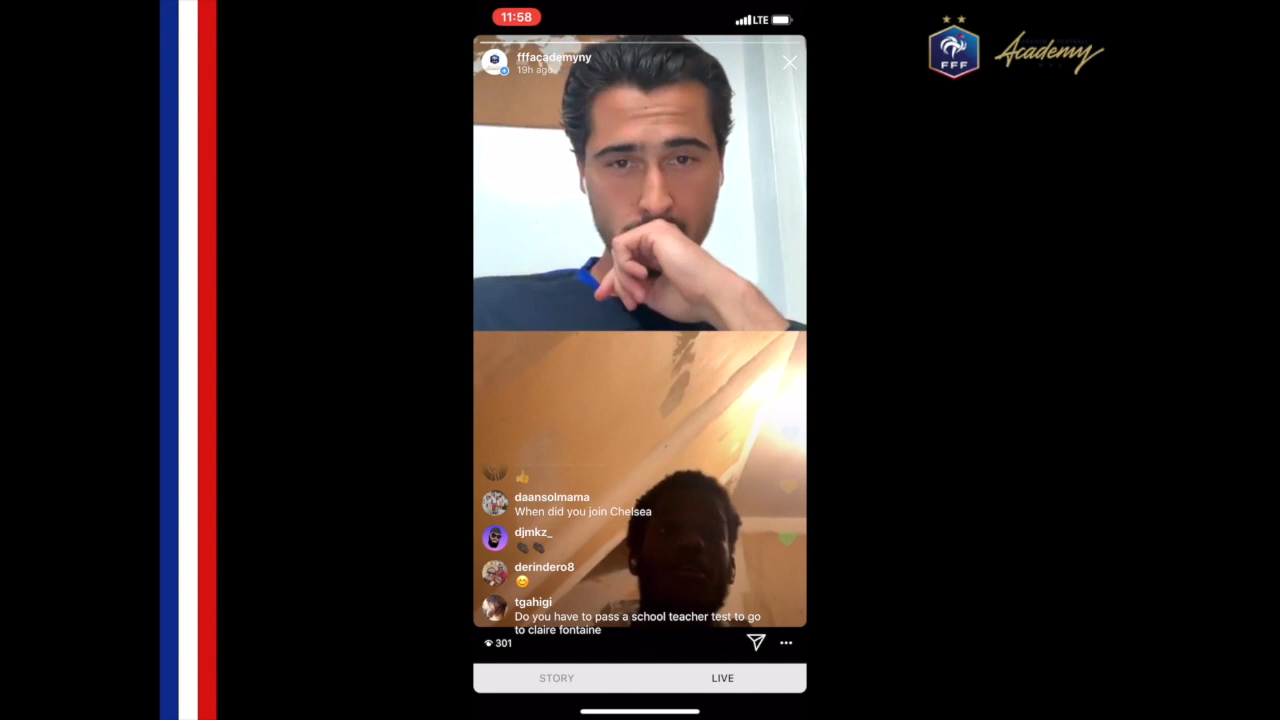 11:58
LTE
fffacademyny
19h ago
FFF
Academy
daansolmama
When did you join Chelsea
djmkz_
derindero8
tgahigi
Do you have to pass a school teacher test to go
to claire fontaine
301
STORY
LIVE